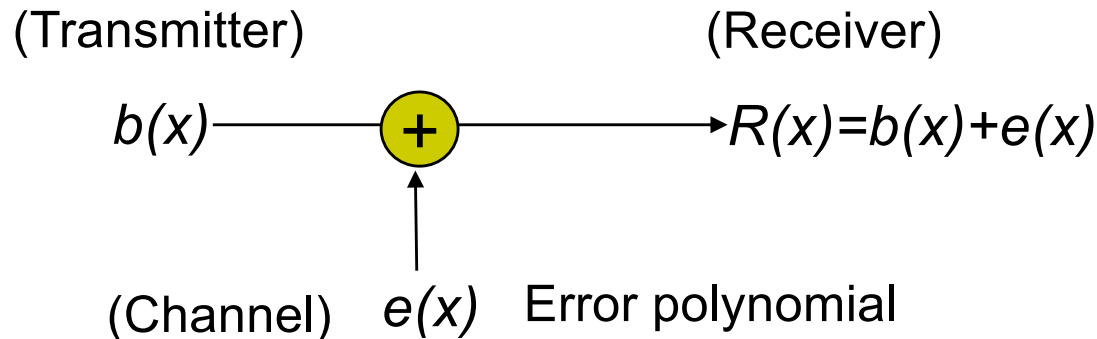 (Transmitter) (Receiver)
b(x) + R(x)=b(x)+e(x)
(Channel) e(x) Error polynomial